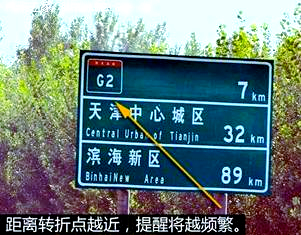 G2 7 km
天津中心城区
Central Urban of Tianjin 32 km
滨海新区
BinhaiNew Area 89 km
距离转折点越近，提醒将越频繁。